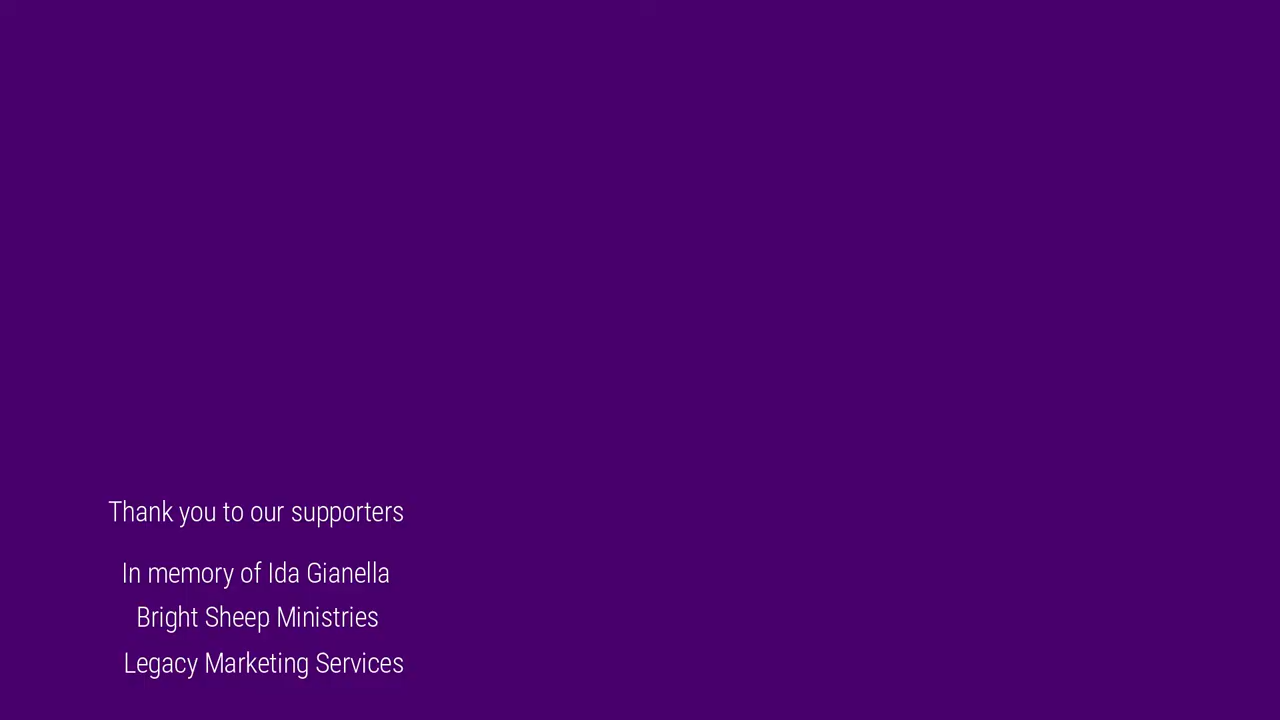 Thank you to our supporters
In memory of Ida Gianella
Bright Sheep Ministries
Legacy Marketing Services